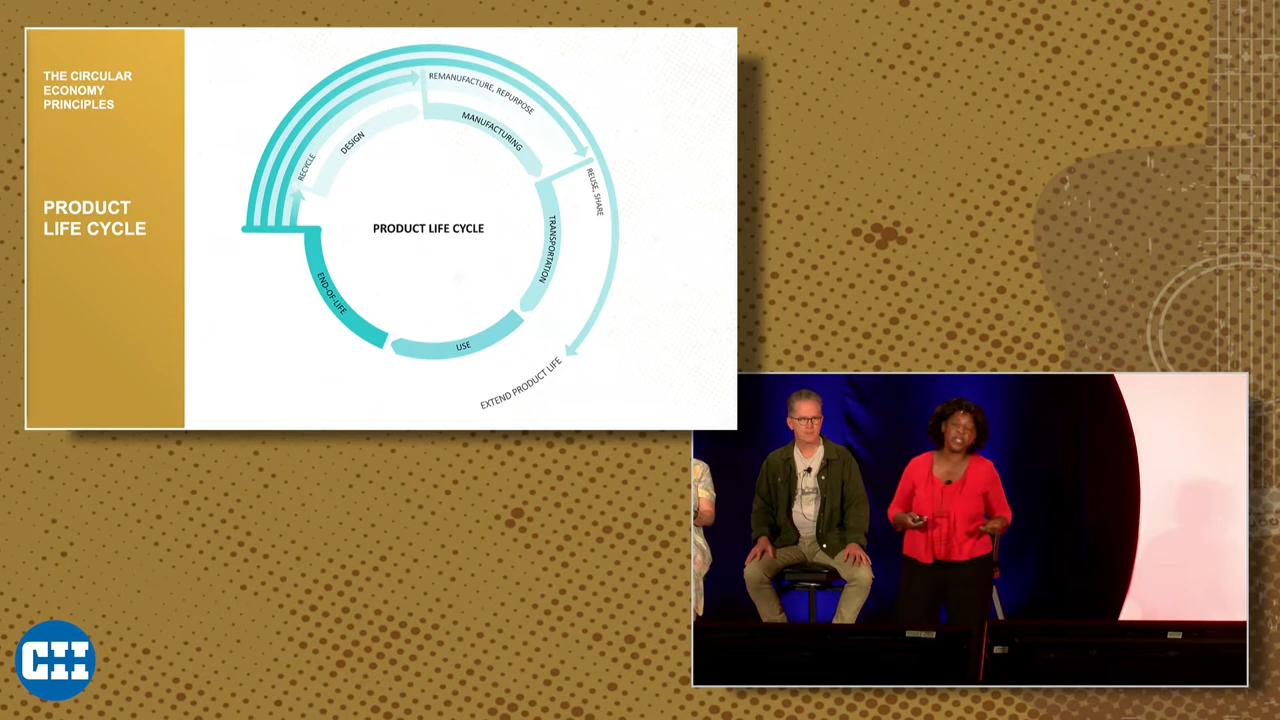 THE CIRCULAR
ECONOMY
PRINCIPLES
PRODUCT
LIFE CYCLE
REMANUFACTURE, REPURPOSE
MANUFACTURING
DESIGN
RECYCLE
REUSE, SHARE
PRODUCT LIFE CYCLE
TRANSPORTATION
END-OF-LIFE
USE
EXTEND PRODUCT LIFE
CII